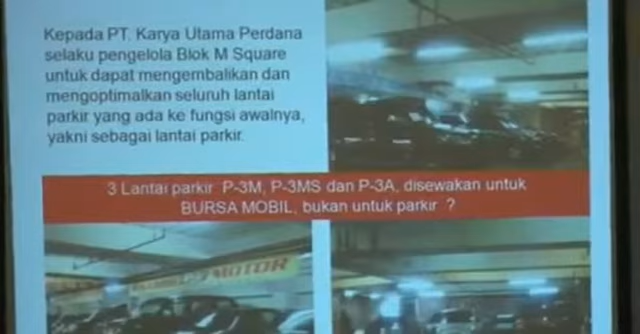 Kepada PT. Karya Utama Perdana
selaku pengelola Blok M Square
untuk dapat mengembalikan dan
mengoptimalkan seluruh lantai
parkir yang ada ke fungsi awalnya,
yakni sebagai lantai parkir.
3 Lantai parkir P-3M, P-3MS dan P-3A, disewakan untuk
BURSA MOBIL, bukan untuk parkir ?
MOTOR